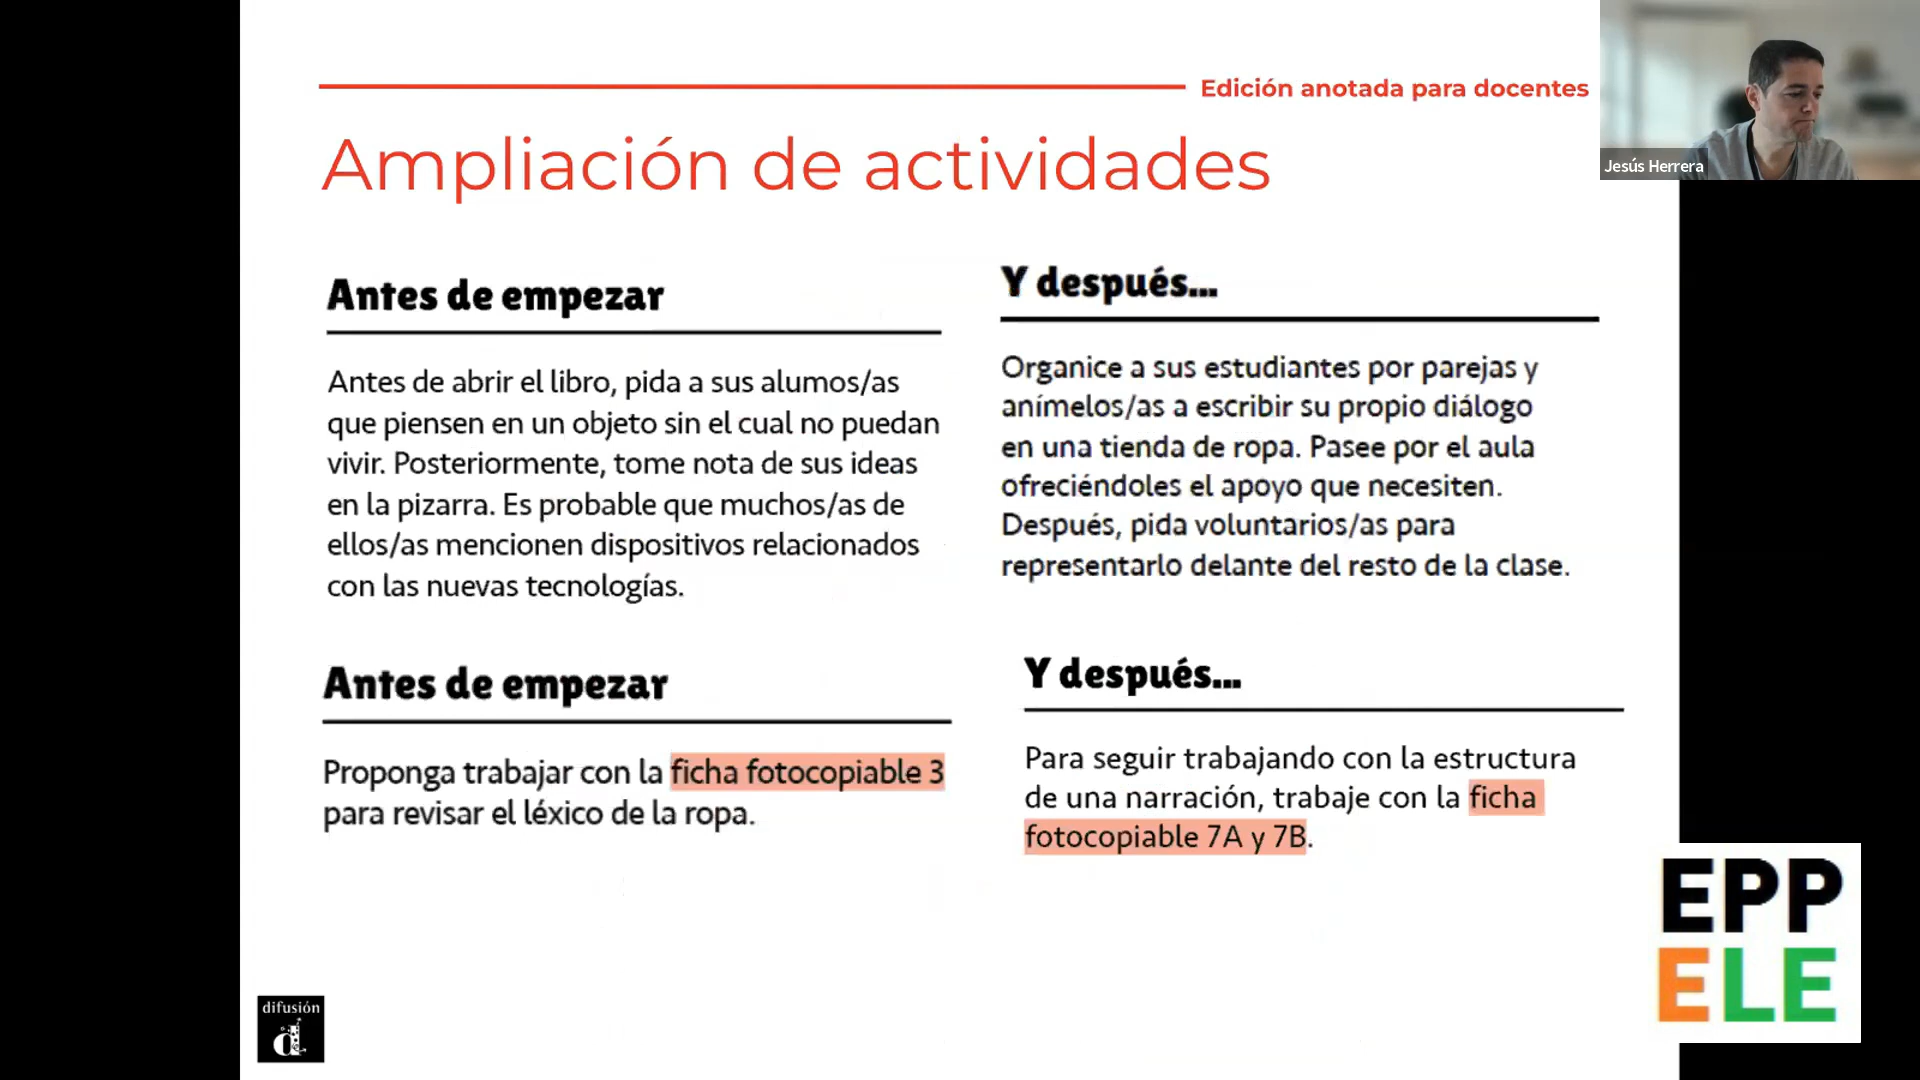 Edición anotada para docentes
Jesús Herrera
Ampliación de actividades
Antes de empezar
Antes de abrir el libro, pida a sus alumos/as
que piensen en un objeto sin el cual no puedan
vivir. Posteriormente, tome nota de sus ideas
en la pizarra. Es probable que muchos/as de
ellos/as mencionen dispositivos relacionados
con las nuevas tecnologías.
Y después...
Organice a sus estudiantes por parejas y
anímelos/as a escribir su propio diálogo
en una tienda de ropa. Pasee por el aula
ofreciéndoles el apoyo que necesiten.
Después, pida voluntarios/as para
representarlo delante del resto de la clase.
Antes de empezar
Proponga trabajar con la ficha fotocopiable 3
para revisar el léxico de la ropa.
Y después...
Para seguir trabajando con la estructura
de una narración, trabaje con la ficha
fotocopiable 7A y 7B.
EPP
ELE
difusión
d